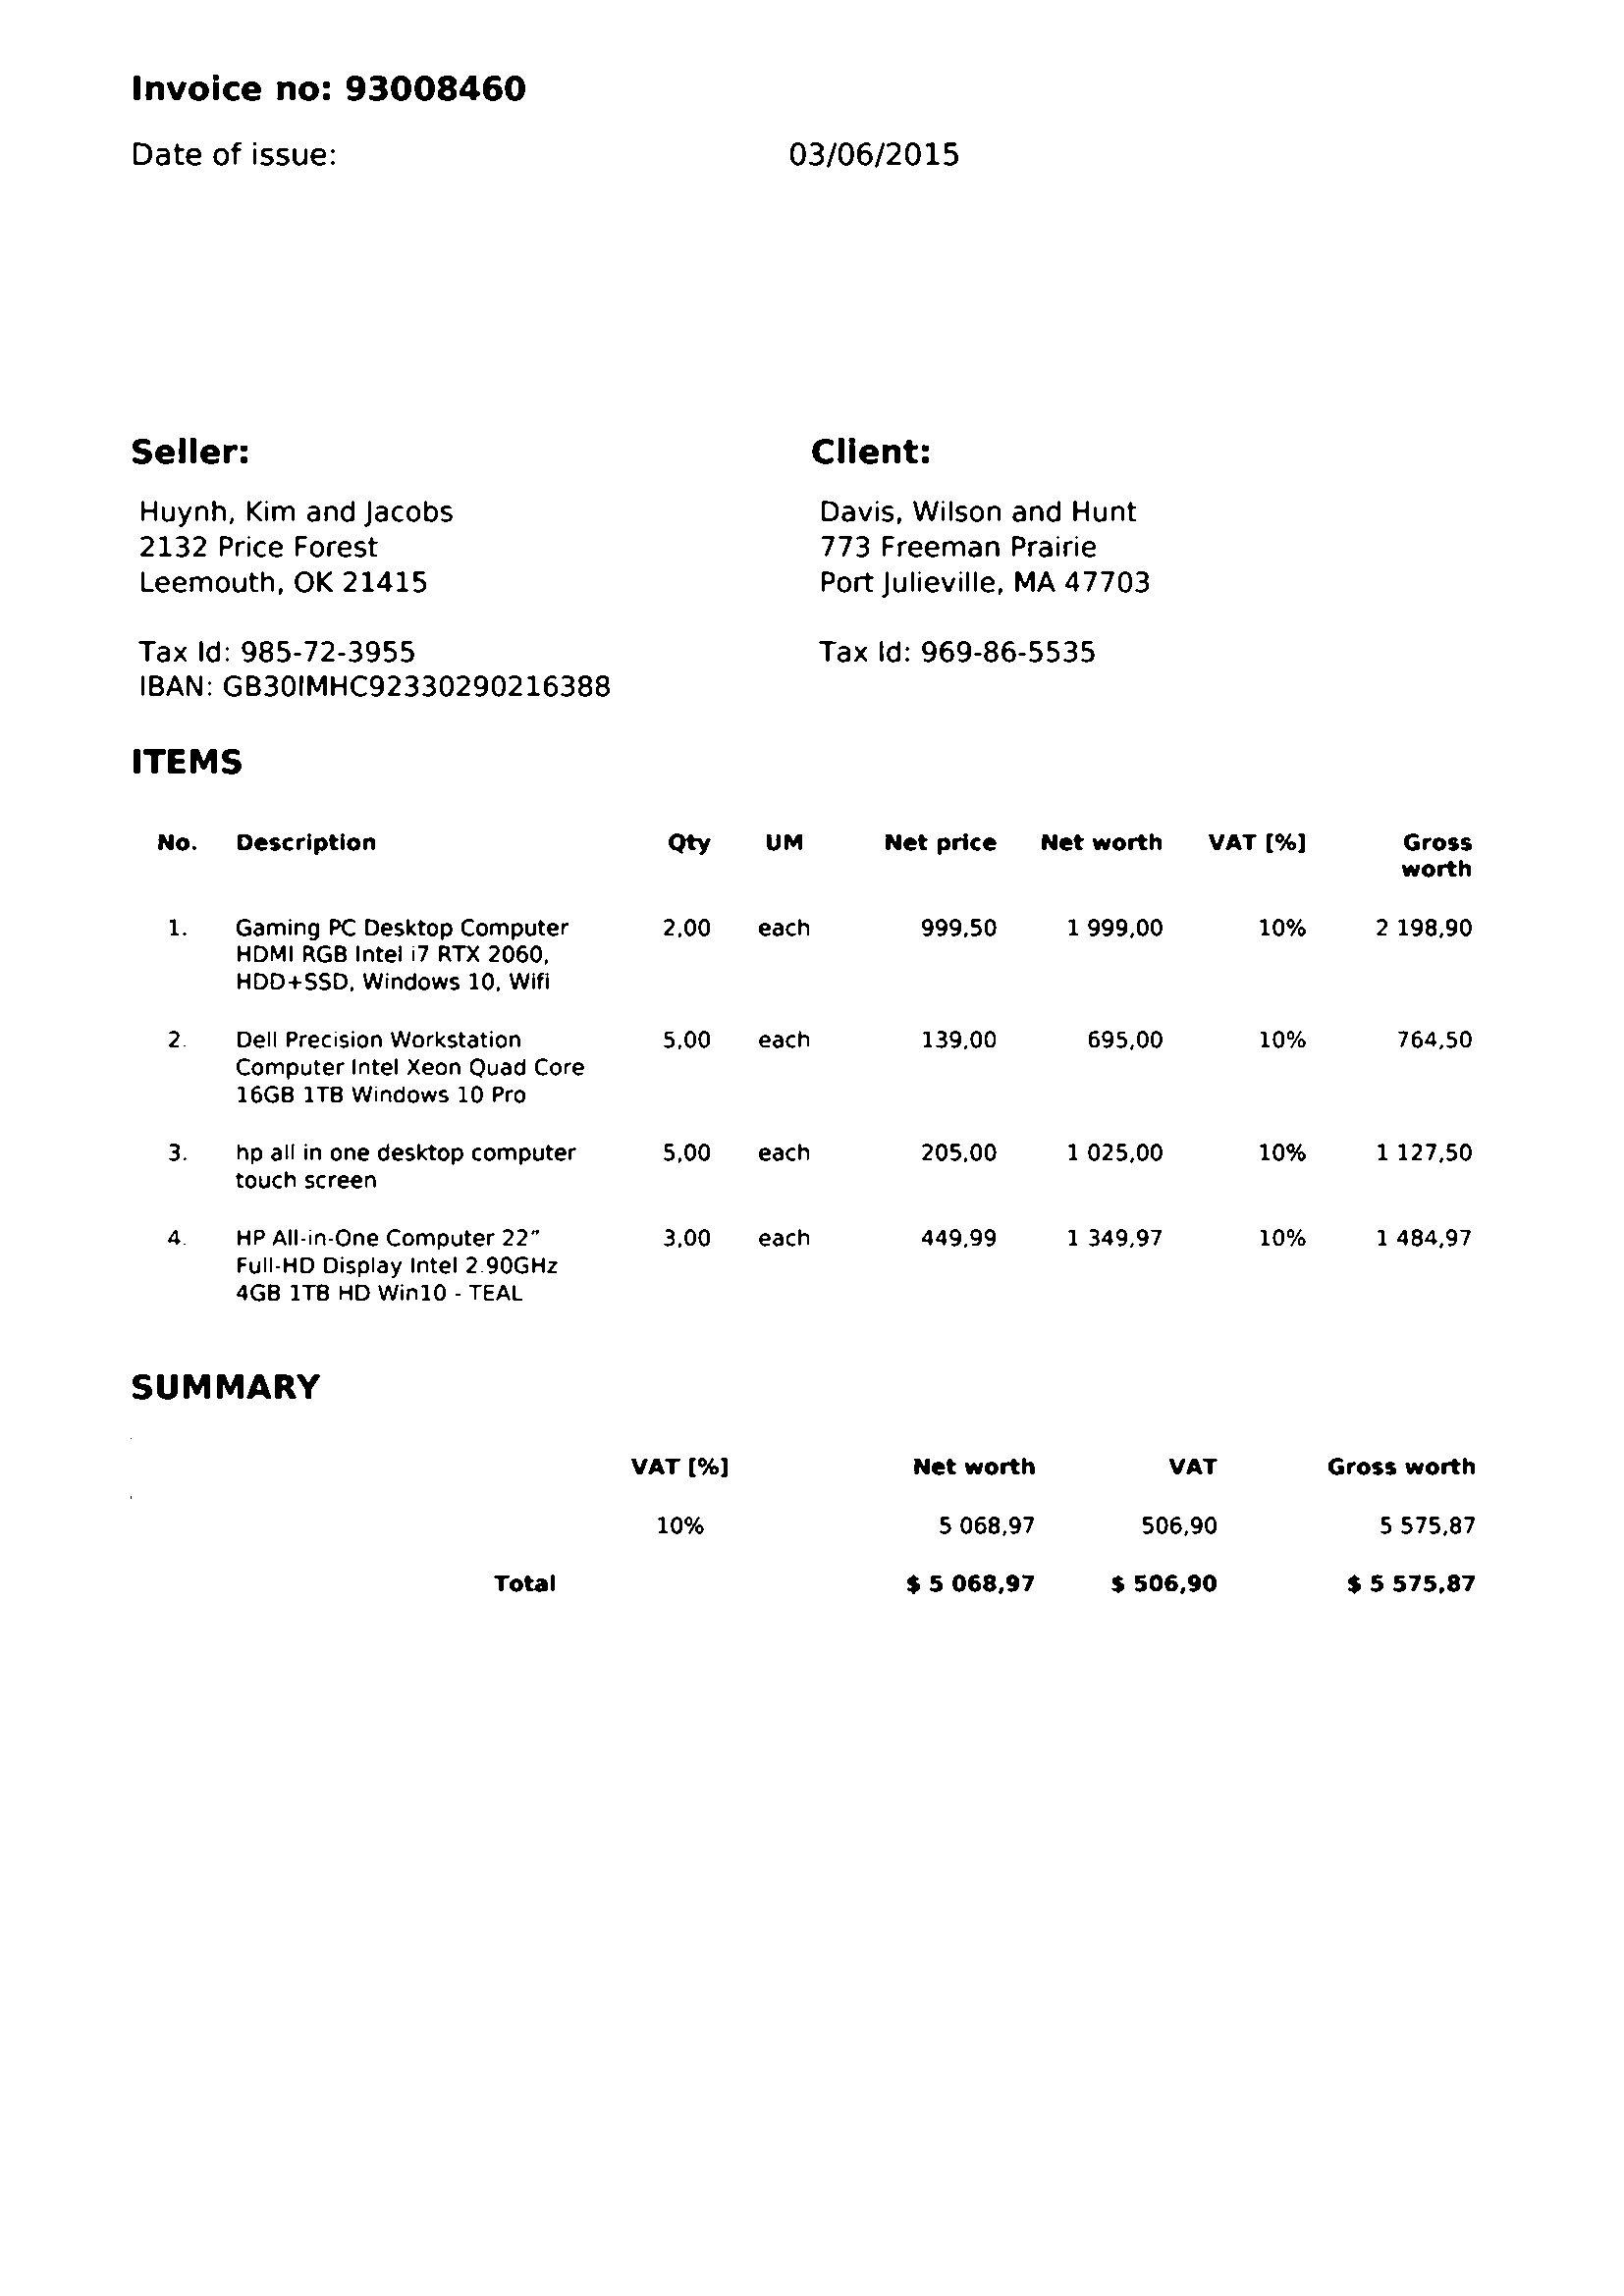 Invoice no: 93008460
Date of issue: 03/06/2015
Seller: Client:
Huynh, Kim and Jacobs Davis, Wilson and Hunt
2132 Price Forest 773 Freeman Prairie
Leemouth, OK 21415 Port Julieville, MA 47703
Tax Id: 985-72-3955 Tax Id: 969-86-5535
IBAN: GB30IMHC92330290216388
ITEMS
No. Description Qty UM Net price Net worth VAT [%] Gross
worth
1. Gaming PC Desktop Computer 2,00 each 999,50 1 999,00 10% 2 198,90
HDMI RGB Intel i7 RTX 2060,
HDD+SSD, Windows 10, Wifi
2. Dell Precision Workstation 5,00 each 139,00 695,00 10% 764,50
Computer Intel Xeon Quad Core
16GB 1TB Windows 10 Pro
3. hp all in one desktop computer 5,00 each 205,00 1 025,00 10% 1 127,50
touch screen
4. HP All-in-One Computer 22” 3,00 each 449,99 1 349,97 10% 1 484,97
Full-HD Display Intel 2.90GHz
4GB 1TB HD Win10 - TEAL
SUMMARY
VAT [%] Net worth VAT Gross worth
10% 5 068,97 506,90 5 575,87
Total $ 5 068,97 $ 506,90 $ 5 575,87